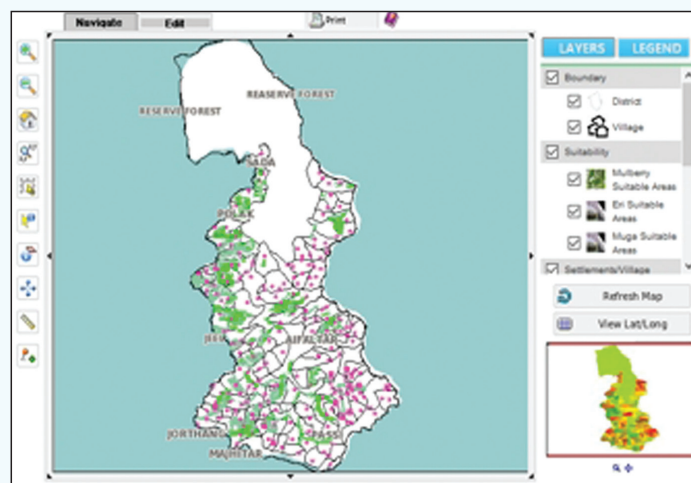 Navigate
Edit
Print
LAYERS
LEGEND
Boundary
District
Village
Suitability
Mulberry
Suitable Areas
Eri Suitable
Areas
Muga Suitable
Areas
Settlements/Village
Refresh Map
View Lat/Long
REASERVE FOREST
RESERVE FOREST
SADA
POLAK
JORTHANG
PASS
MAJHITAR